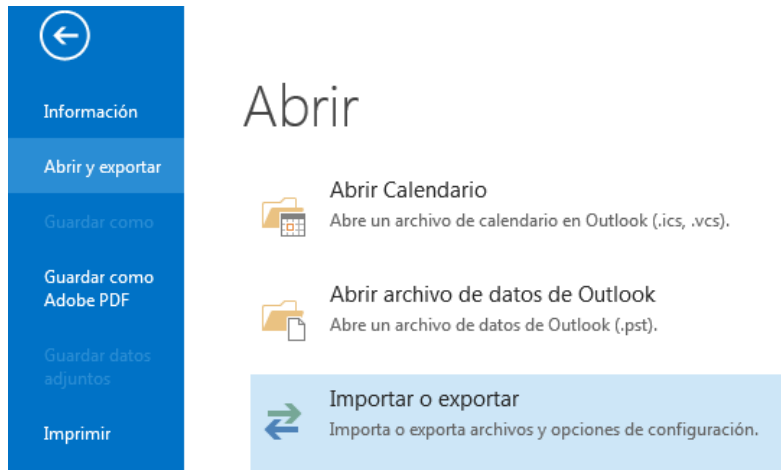 Información
Abrir y exportar
Guardar como
Guardar como
Adobe PDF
Guardar datos
adjuntos
Imprimir
Abrir
Abrir Calendario
Abre un archivo de calendario en Outlook (.ics, .vcs).
Abrir archivo de datos de Outlook
Abre un archivo de datos de Outlook (.pst).
Importar o exportar
Importa o exporta archivos y opciones de configuración.